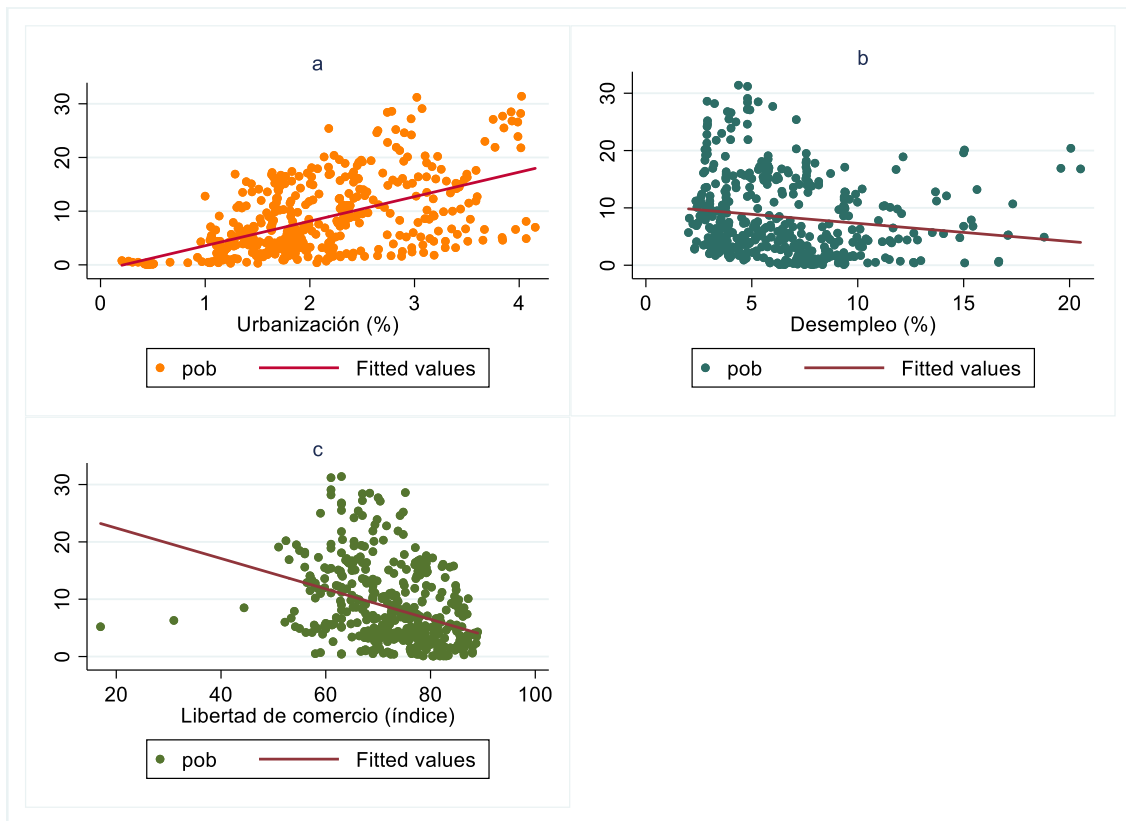 a
30
20
10
0
0 1 2 3 4
Urbanización (%)
pob Fitted values
b
30
20
10
0
0 5 10 15 20
Desempleo (%)
pob Fitted values
c
30
20
10
0
20 40 60 80 100
Libertad de comercio (índice)
pob Fitted values